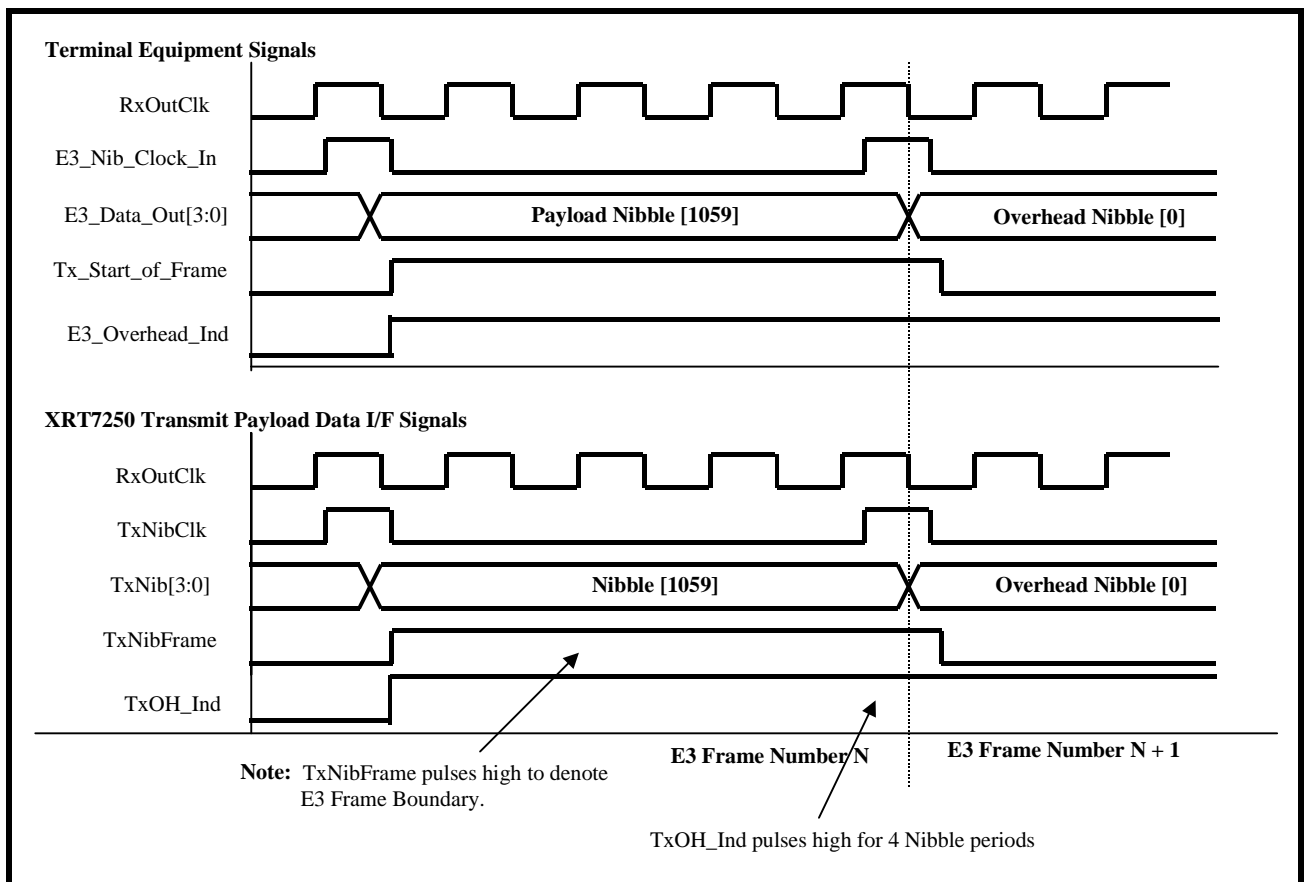 Terminal Equipment Signals
RxOutClk
E3_Nib_Clock_In
E3_Data_Out[3:0]
Payload Nibble [1059]
Overhead Nibble [0]
Tx_Start_of_Frame
E3_Overhead_Ind
XRT7250 Transmit Payload Data I/F Signals
RxOutClk
TxNibClk
TxNib[3:0]
Nibble [1059]
Overhead Nibble [0]
TxNibFrame
TxOH_Ind
E3 Frame Number N
E3 Frame Number N + 1
Note: TxNibFrame pulses high to denote
E3 Frame Boundary.
TxOH_Ind pulses high for 4 Nibble periods